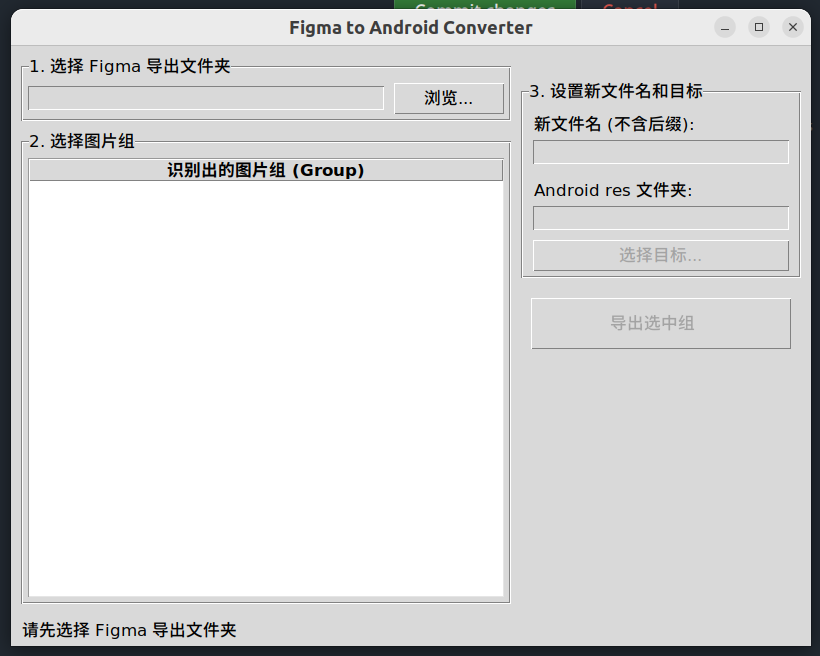 Commit changes... Cancel
Figma to Android Converter
1. 选择 Figma 导出文件夹
浏览...
2. 选择图片组
识别出的图片组 (Group)
3. 设置新文件名和目标
新文件名 (不含后缀):
Android res 文件夹:
选择目标...
导出选中组
请先选择 Figma 导出文件夹